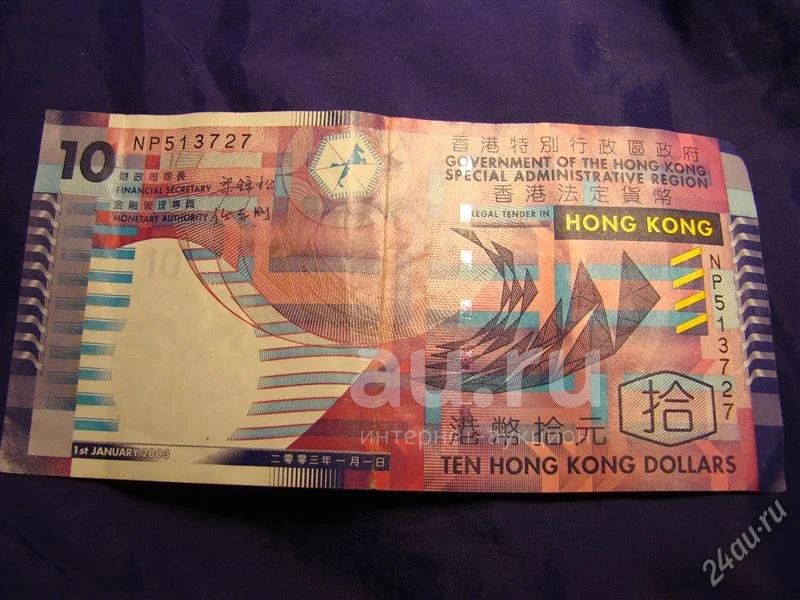 10
NP513727
財政司司長
FINANCIAL SECRETARY
金融管理專員
MONETARY AUTHORITY
香港特別行政區政府
GOVERNMENT OF THE HONG KONG
SPECIAL ADMINISTRATIVE REGION
香港法定貨幣
LEGAL TENDER IN
HONG KONG
NP513727
au.ru
интернет-аукцион
港幣拾元
拾
TEN HONG KONG DOLLARS
1st JANUARY 2003
二零零三年一月一日
24au.ru